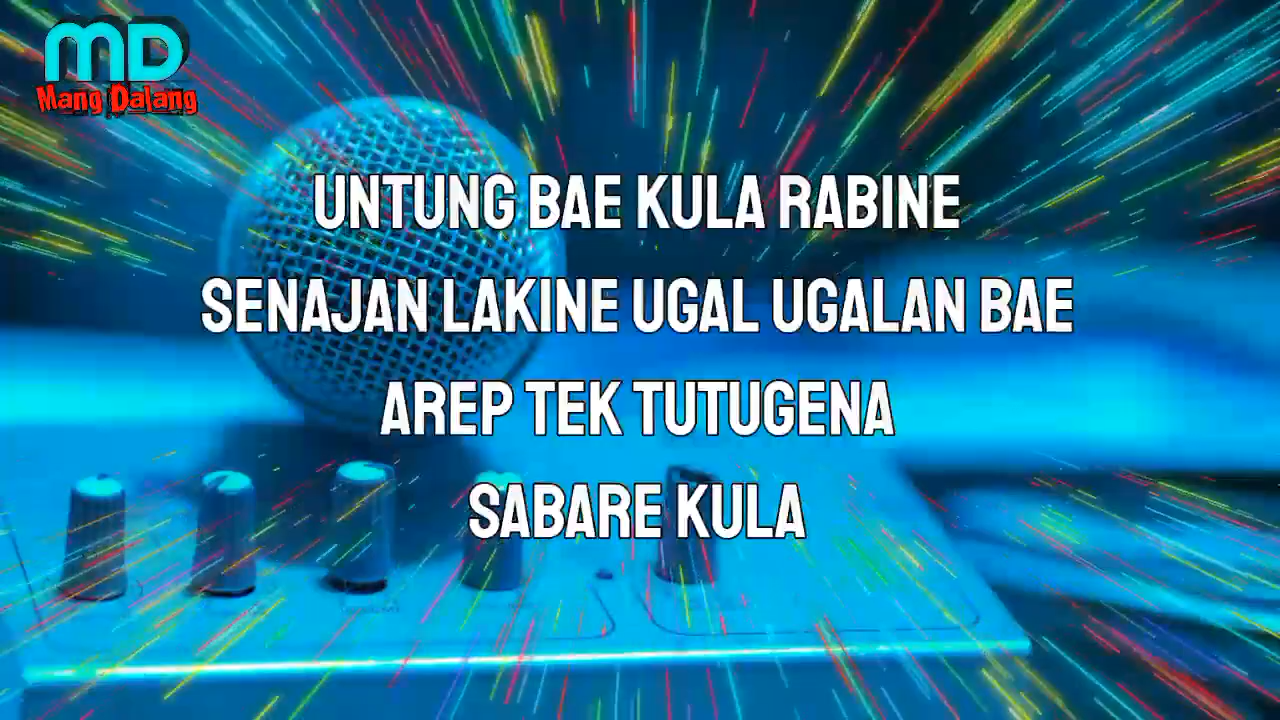 MD
Mang Dalang
UNTUNG BAE KULA RABINE
SENAJAN LAKINE UGAL UGALAN BAE
AREP TEK TUTUGENA
SABARE KULA